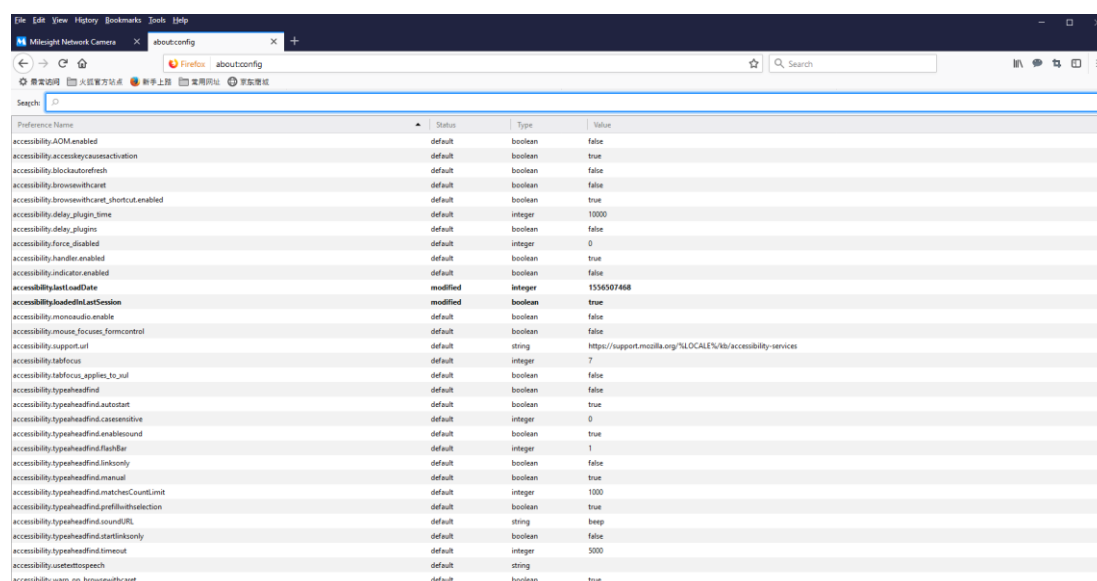 File Edit View History Bookmarks Tools Help
Milesight Network Camera about:config
Firefox about:config Search
最常访问 火狐官方站点 新手上路 常用网址 京东商城
Search:
Preference Name Status Type Value
accessibility.AOM.enabled default boolean false
accessibility.accesskeycausesactivation default boolean true
accessibility.blockautorefresh default boolean false
accessibility.browsewithcaret default boolean false
accessibility.browsewithcaret_shortcut.enabled default boolean true
accessibility.delay_plugin_time default integer 10000
accessibility.delay_plugins default boolean false
accessibility.force_disabled default integer 0
accessibility.handler.enabled default boolean true
accessibility.indicator.enabled default boolean false
accessibility.lastLoadDate modified integer 1556507468
accessibility.loadedInLastSession modified boolean true
accessibility.monoaudio.enable default boolean false
accessibility.mouse_focuses_formcontrol default boolean false
accessibility.support.url default string https://support.mozilla.org/%LOCALE%/kb/accessibility-services
accessibility.tabfocus default integer 7
accessibility.tabfocus_applies_to_xul default boolean false
accessibility.typeaheadfind default boolean false
accessibility.typeaheadfind.autostart default boolean true
accessibility.typeaheadfind.casesensitive default integer 0
accessibility.typeaheadfind.enablesound default boolean true
accessibility.typeaheadfind.flashBar default integer 1
accessibility.typeaheadfind.linksonly default boolean false
accessibility.typeaheadfind.manual default boolean true
accessibility.typeaheadfind.matchesCountLimit default integer 1000
accessibility.typeaheadfind.prefillwithselection default boolean true
accessibility.typeaheadfind.soundURL default string beep
accessibility.typeaheadfind.startlinksonly default boolean false
accessibility.typeaheadfind.timeout default integer 5000
accessibility.usetexttospeech default string
accessibility.warn_on_browsewithcaret default boolean true